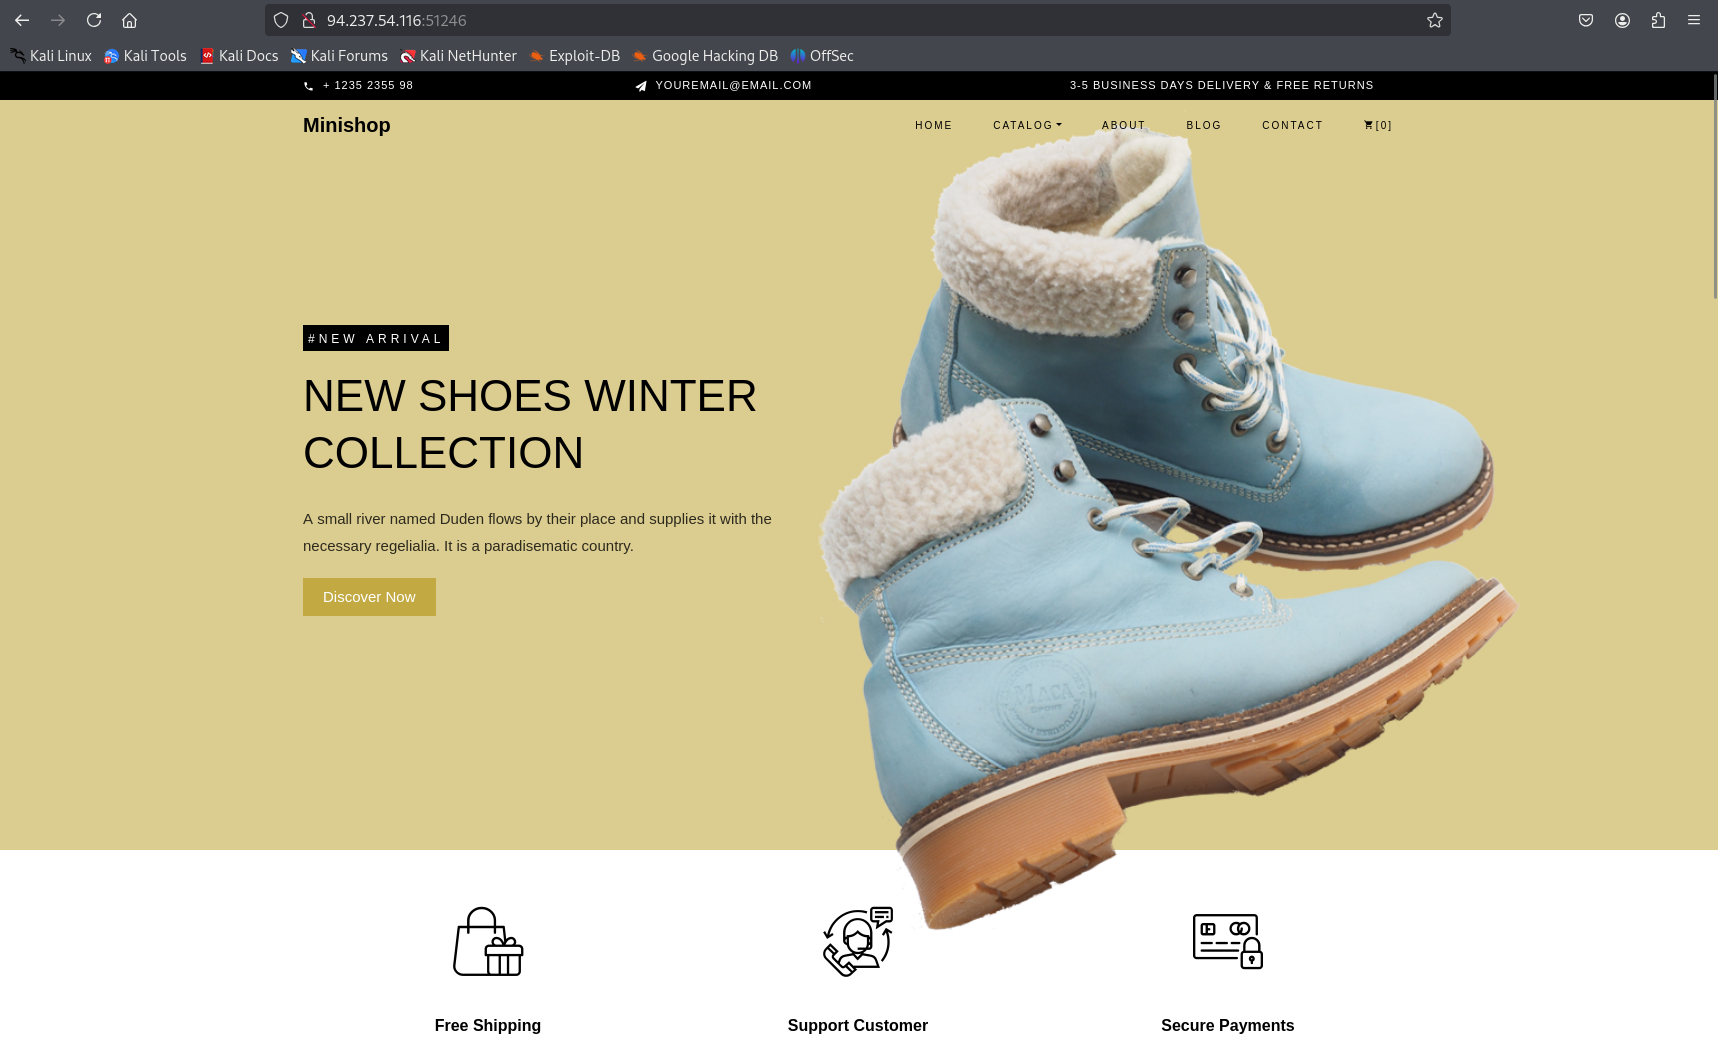 94.237.54.116:51246
Kali Linux Kali Tools Kali Docs Kali Forums Kali NetHunter Exploit-DB Google Hacking DB OffSec
+ 1235 2355 98 YOUREMAIL@EMAIL.COM 3-5 BUSINESS DAYS DELIVERY & FREE RETURNS
Minishop HOME CATALOG ABOUT BLOG CONTACT [0]
#NEW ARRIVAL
NEW SHOES WINTER
COLLECTION
A small river named Duden flows by their place and supplies it with the
necessary regelialia. It is a paradisematic country.
Discover Now
MACA
Free Shipping Support Customer Secure Payments